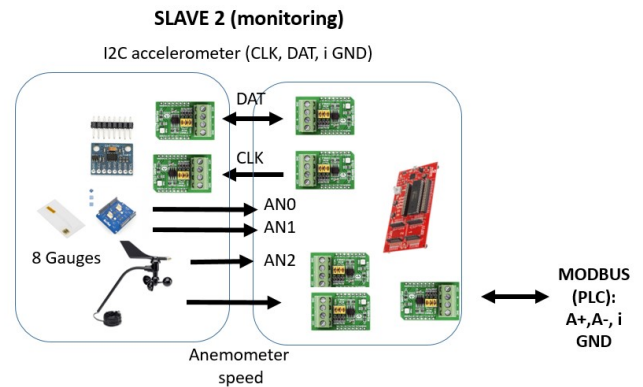 SLAVE 2 (monitoring)
I2C accelerometer (CLK, DAT, i GND)
DAT
CLK
AN0
AN1
8 Gauges
AN2
MODBUS
(PLC):
A+,A-, i
GND
Anemometer
speed